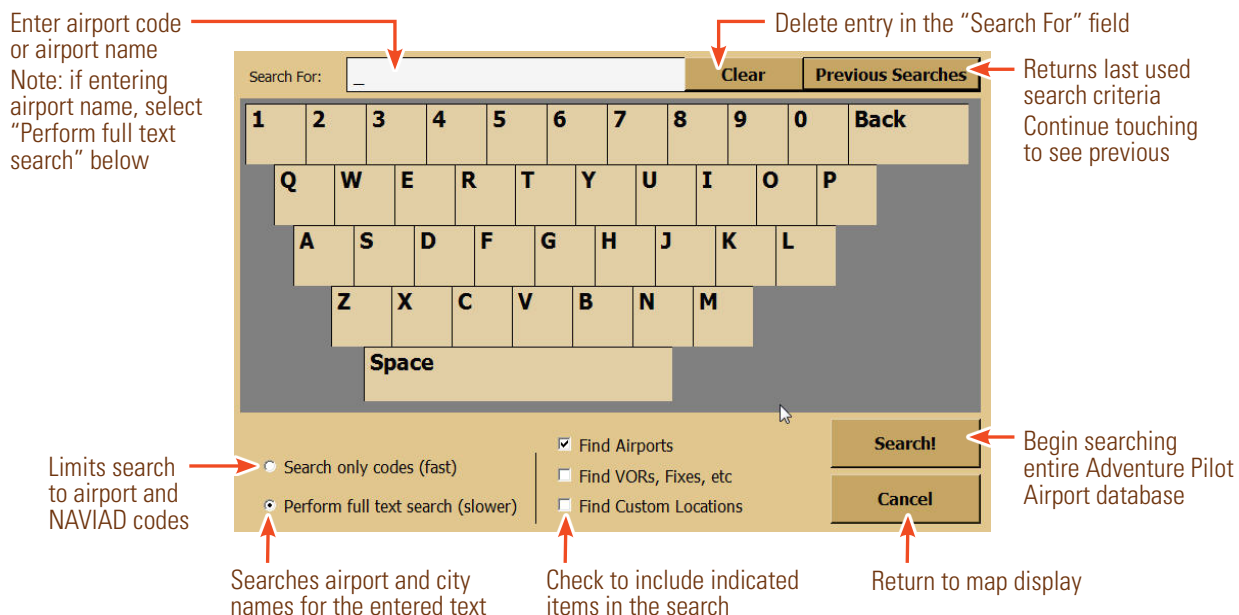 Enter airport code
or airport name
Note: if entering
airport name, select
“Perform full text
search” below
Delete entry in the “Search For” field
Returns last used
search criteria
Continue touching
to see previous
Search For:
_
Clear
Previous Searches
1 2 3 4 5 6 7 8 9 0 Back
Q W E R T Y U I O P
A S D F G H J K L
Z X C V B N M
Space
Limits search
to airport and
NAVIAD codes
Search only codes (fast)
Perform full text search (slower)
Find Airports
Find VORs, Fixes, etc
Find Custom Locations
Search!
Cancel
Begin searching
entire Adventure Pilot
Airport database
Searches airport and city
names for the entered text
Check to include indicated
items in the search
Return to map display